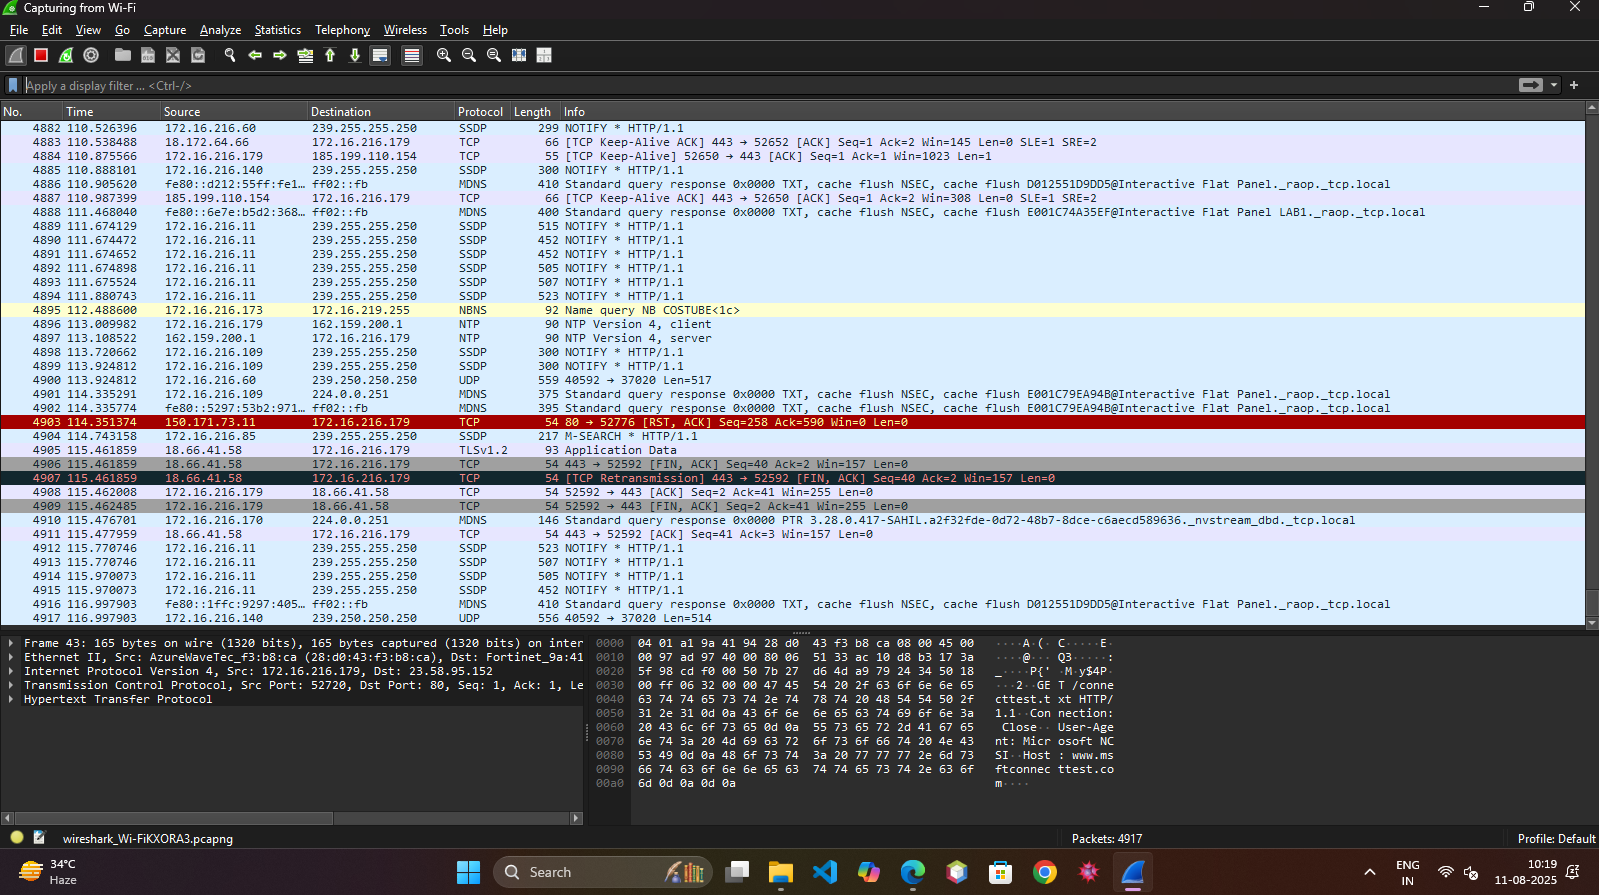 Capturing from Wi-Fi
File Edit View Go Capture Analyze Statistics Telephony Wireless Tools Help
Apply a display filter ... <Ctrl-/>
No. Time Source Destination Protocol Length Info
4882 110.526396 172.16.216.60 239.255.255.250 SSDP 299 NOTIFY * HTTP/1.1
4883 110.538488 18.172.64.66 172.16.216.179 TCP 66 [TCP Keep-Alive ACK] 443 → 52652 [ACK] Seq=1 Ack=2 Win=145 Len=0 SLE=1 SRE=2
4884 110.875566 172.16.216.179 185.199.110.154 TCP 55 [TCP Keep-Alive] 52650 → 443 [ACK] Seq=1 Ack=1 Win=1023 Len=1
4885 110.888101 172.16.216.140 239.255.255.250 SSDP 300 NOTIFY * HTTP/1.1
4886 110.905620 fe80::d212:55ff:fe1… ff02::fb MDNS 410 Standard query response 0x0000 TXT, cache flush NSEC, cache flush D012551D9DD5@Interactive Flat Panel._raop._tcp.local
4887 110.987399 185.199.110.154 172.16.216.179 TCP 66 [TCP Keep-Alive ACK] 443 → 52650 [ACK] Seq=1 Ack=2 Win=308 Len=0 SLE=1 SRE=2
4888 111.468040 fe80::6e7e:b5d2:368… ff02::fb MDNS 400 Standard query response 0x0000 TXT, cache flush NSEC, cache flush E001C74A35EF@Interactive Flat Panel LAB1._raop._tcp.local
4889 111.674129 172.16.216.11 239.255.255.250 SSDP 515 NOTIFY * HTTP/1.1
4890 111.674472 172.16.216.11 239.255.255.250 SSDP 452 NOTIFY * HTTP/1.1
4891 111.674652 172.16.216.11 239.255.255.250 SSDP 452 NOTIFY * HTTP/1.1
4892 111.674898 172.16.216.11 239.255.255.250 SSDP 505 NOTIFY * HTTP/1.1
4893 111.675524 172.16.216.11 239.255.255.250 SSDP 507 NOTIFY * HTTP/1.1
4894 111.880743 172.16.216.11 239.255.255.250 SSDP 523 NOTIFY * HTTP/1.1
4895 112.488600 172.16.216.173 172.16.219.255 NBNS 92 Name query NB COSTUBE<1c>
4896 113.009982 172.16.216.179 162.159.200.1 NTP 90 NTP Version 4, client
4897 113.108522 162.159.200.1 172.16.216.179 NTP 90 NTP Version 4, server
4898 113.720662 172.16.216.109 239.255.255.250 SSDP 300 NOTIFY * HTTP/1.1
4899 113.924812 172.16.216.109 239.255.255.250 SSDP 300 NOTIFY * HTTP/1.1
4900 113.924812 172.16.216.60 239.250.250.250 UDP 559 40592 → 37020 Len=517
4901 114.335291 172.16.216.109 224.0.0.251 MDNS 375 Standard query response 0x0000 TXT, cache flush NSEC, cache flush E001C79EA94B@Interactive Flat Panel._raop._tcp.local
4902 114.335774 fe80::5297:53b2:971… ff02::fb MDNS 395 Standard query response 0x0000 TXT, cache flush NSEC, cache flush E001C79EA94B@Interactive Flat Panel._raop._tcp.local
4903 114.351374 150.171.73.11 172.16.216.179 TCP 54 80 → 52776 [RST, ACK] Seq=258 Ack=590 Win=0 Len=0
4904 114.743158 172.16.216.85 239.255.255.250 SSDP 217 M-SEARCH * HTTP/1.1
4905 115.461859 18.66.41.58 172.16.216.179 TLSv1.2 93 Application Data
4906 115.461859 18.66.41.58 172.16.216.179 TCP 54 443 → 52592 [FIN, ACK] Seq=40 Ack=2 Win=157 Len=0
4907 115.461859 18.66.41.58 172.16.216.179 TCP 54 [TCP Retransmission] 443 → 52592 [FIN, ACK] Seq=40 Ack=2 Win=157 Len=0
4908 115.462008 172.16.216.179 18.66.41.58 TCP 54 52592 → 443 [ACK] Seq=2 Ack=41 Win=255 Len=0
4909 115.462485 172.16.216.179 18.66.41.58 TCP 54 52592 → 443 [FIN, ACK] Seq=2 Ack=41 Win=255 Len=0
4910 115.476701 172.16.216.170 224.0.0.251 MDNS 146 Standard query response 0x0000 PTR 3.28.0.417-SAHIL.a2f32fde-0d72-48b7-8dce-c6aecd589636._nvstream_dbd._tcp.local
4911 115.477959 18.66.41.58 172.16.216.179 TCP 54 443 → 52592 [ACK] Seq=41 Ack=3 Win=157 Len=0
4912 115.770746 172.16.216.11 239.255.255.250 SSDP 523 NOTIFY * HTTP/1.1
4913 115.770746 172.16.216.11 239.255.255.250 SSDP 507 NOTIFY * HTTP/1.1
4914 115.970073 172.16.216.11 239.255.255.250 SSDP 505 NOTIFY * HTTP/1.1
4915 115.970073 172.16.216.11 239.255.255.250 SSDP 452 NOTIFY * HTTP/1.1
4916 116.997903 fe80::1ffc:9297:405… ff02::fb MDNS 410 Standard query response 0x0000 TXT, cache flush NSEC, cache flush D012551D9DD5@Interactive Flat Panel._raop._tcp.local
4917 116.997903 172.16.216.140 239.250.250.250 UDP 556 40592 → 37020 Len=514
Frame 43: 165 bytes on wire (1320 bits), 165 bytes captured (1320 bits) on inter
Ethernet II, Src: AzureWaveTec_f3:b8:ca (28:d0:43:f3:b8:ca), Dst: Fortinet_9a:41
Internet Protocol Version 4, Src: 172.16.216.179, Dst: 23.58.95.152
Transmission Control Protocol, Src Port: 52720, Dst Port: 80, Seq: 1, Ack: 1, Le
Hypertext Transfer Protocol
0000 04 01 a1 9a 41 94 28 d0 43 f3 b8 ca 08 00 45 00 ····A·(· C·····E·
0010 00 97 ad 97 40 00 80 06 51 33 ac 10 d8 b3 17 3a ····@··· Q3·····:
0020 5f 98 cd f0 00 50 7b 27 d6 4d a9 79 24 34 50 18 _····P{' ·M·y$4P·
0030 00 ff 06 32 00 00 47 45 54 20 2f 63 6f 6e 6e 65 ···2··GE T /conne
0040 63 74 74 65 73 74 2e 74 78 74 20 48 54 54 50 2f cttest.t xt HTTP/
0050 31 2e 31 0d 0a 43 6f 6e 6e 65 63 74 69 6f 6e 3a 1.1··Con nection:
0060 20 43 6c 6f 73 65 0d 0a 55 73 65 72 2d 41 67 65 Close·· User-Age
0070 6e 74 3a 20 4d 69 63 72 6f 73 6f 66 74 20 4e 43 nt: Micr osoft NC
0080 53 49 0d 0a 48 6f 73 74 3a 20 77 77 77 2e 6d 73 SI··Host : www.ms
0090 66 74 63 6f 6e 6e 65 63 74 74 65 73 74 2e 63 6f ftconnec ttest.co
00a0 6d 0d 0a 0d 0a m····
wireshark_Wi-FiKXORA3.pcapng
Packets: 4917
Profile: Default
34°C
Haze
Search
ENG
IN
10:19
11-08-2025